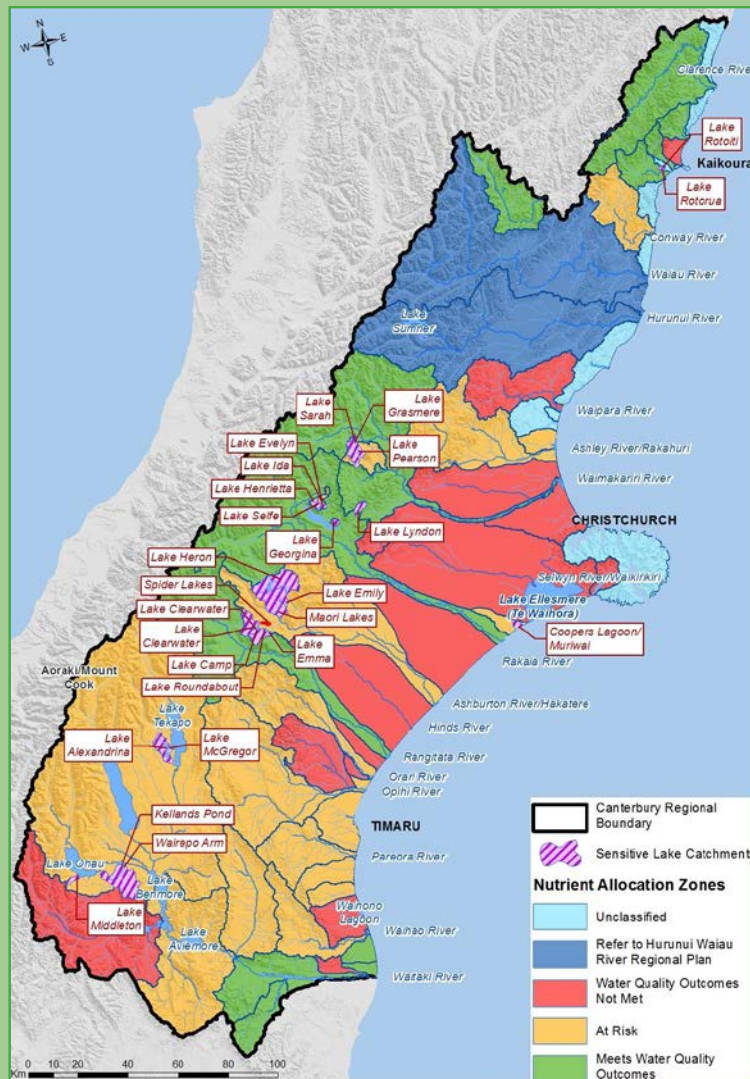 N
W
E
S
Clarence River
Lake
Rotoiti
Kaikoura
Lake
Rotorua
Conway River
Waiau River
Hurunui River
Lake
Sumner
Waipara River
Lake
Sarah
Lake
Grasmere
Lake
Pearson
Ashley River/Rakahuri
Waimakariri River
Lake Evelyn
Lake Ida
Lake Henrietta
Lake Selfe
Lake
Georgina
Lake Lyndon
CHRISTCHURCH
Selwyn River/Waikirikiri
Lake Heron
Spider Lakes
Lake Clearwater
Lake
Clearwater
Lake Camp
Lake Roundabout
Lake Emily
Maori Lakes
Lake
Emma
Lake Ellesmere
(Te Waihora)
Coopers Lagoon/
Muriwai
Rakaia River
Aoraki/Mount
Cook
Lake
Tekapo
Lake
Alexandrina
Lake
McGregor
Ashburton River/Hakatere
Hinds River
Rangitata River
Orari River
Opihi River
Kellands Pond
Wairepo Arm
TIMARU
Pareora River
Lake Ohau
Lake
Benmore
Lake
Middleton
Lake
Aviemore
Wainono
Lagoon
Waihao River
Waitaki River
Canterbury Regional
Boundary
Sensitive Lake Catchment
Nutrient Allocation Zones
Unclassified
Refer to Hurunui Waiau
River Regional Plan
Water Quality Outcomes
Not Met
At Risk
Meets Water Quality
Outcomes
0 10 20 40 60 80 100
Km